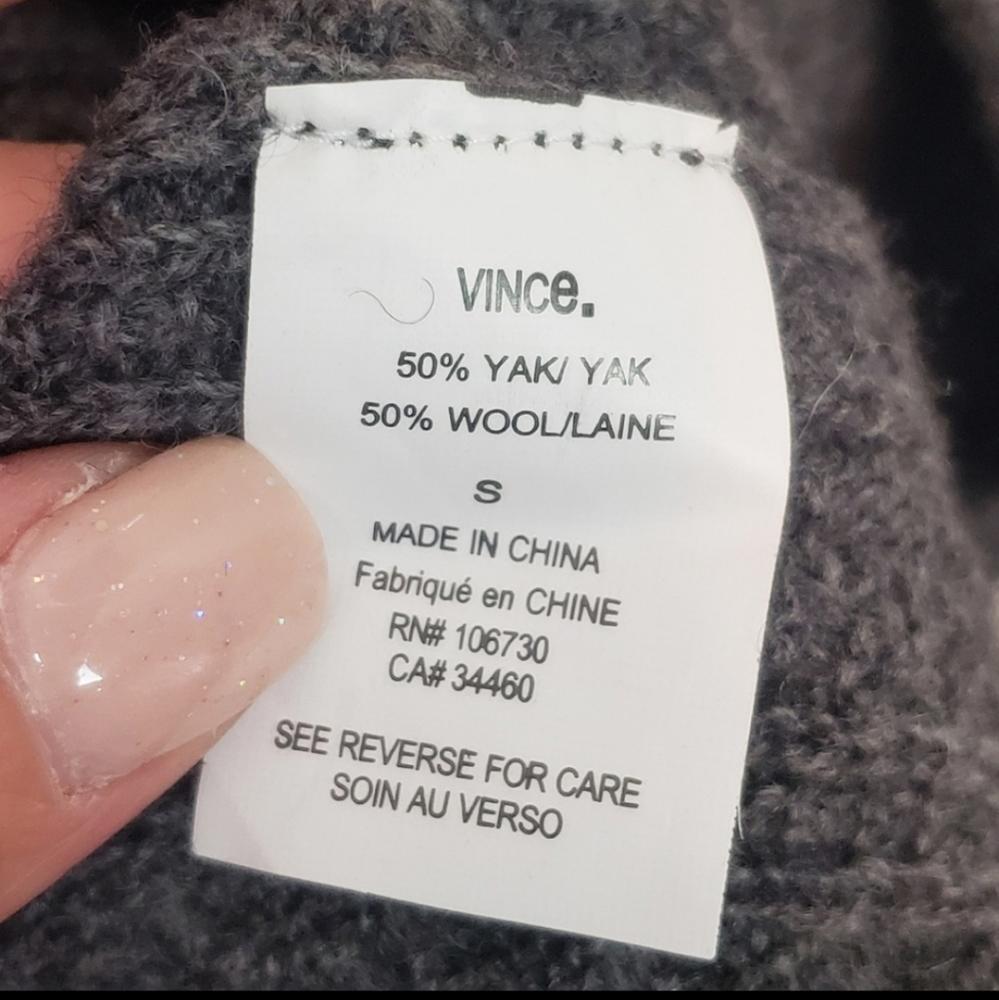 VINCe.
50% YAK/ YAK
50% WOOL/LAINE
S
MADE IN CHINA
Fabriqué en CHINE
RN# 106730
CA# 34460
SEE REVERSE FOR CARE
SOIN AU VERSO